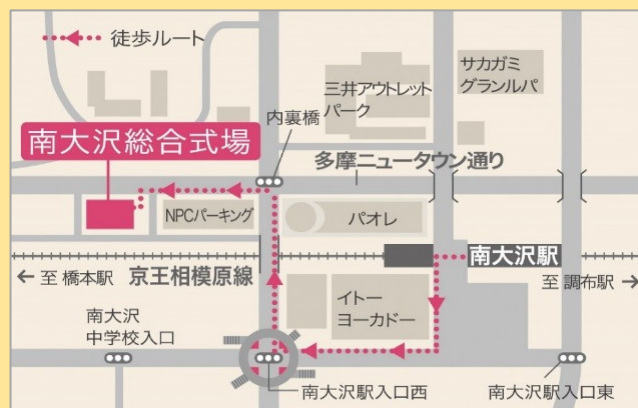 徒歩ルート
サカガミ
グランルパ
三井アウトレット
パーク
内裏橋
南大沢総合式場
多摩ニュータウン通り
NPCパーキング
パオレ
南大沢駅
← 至 橋本駅
京王相模原線
至 調布駅 →
イトー
ヨーカドー
南大沢
中学校入口
南大沢駅入口西
南大沢駅入口東